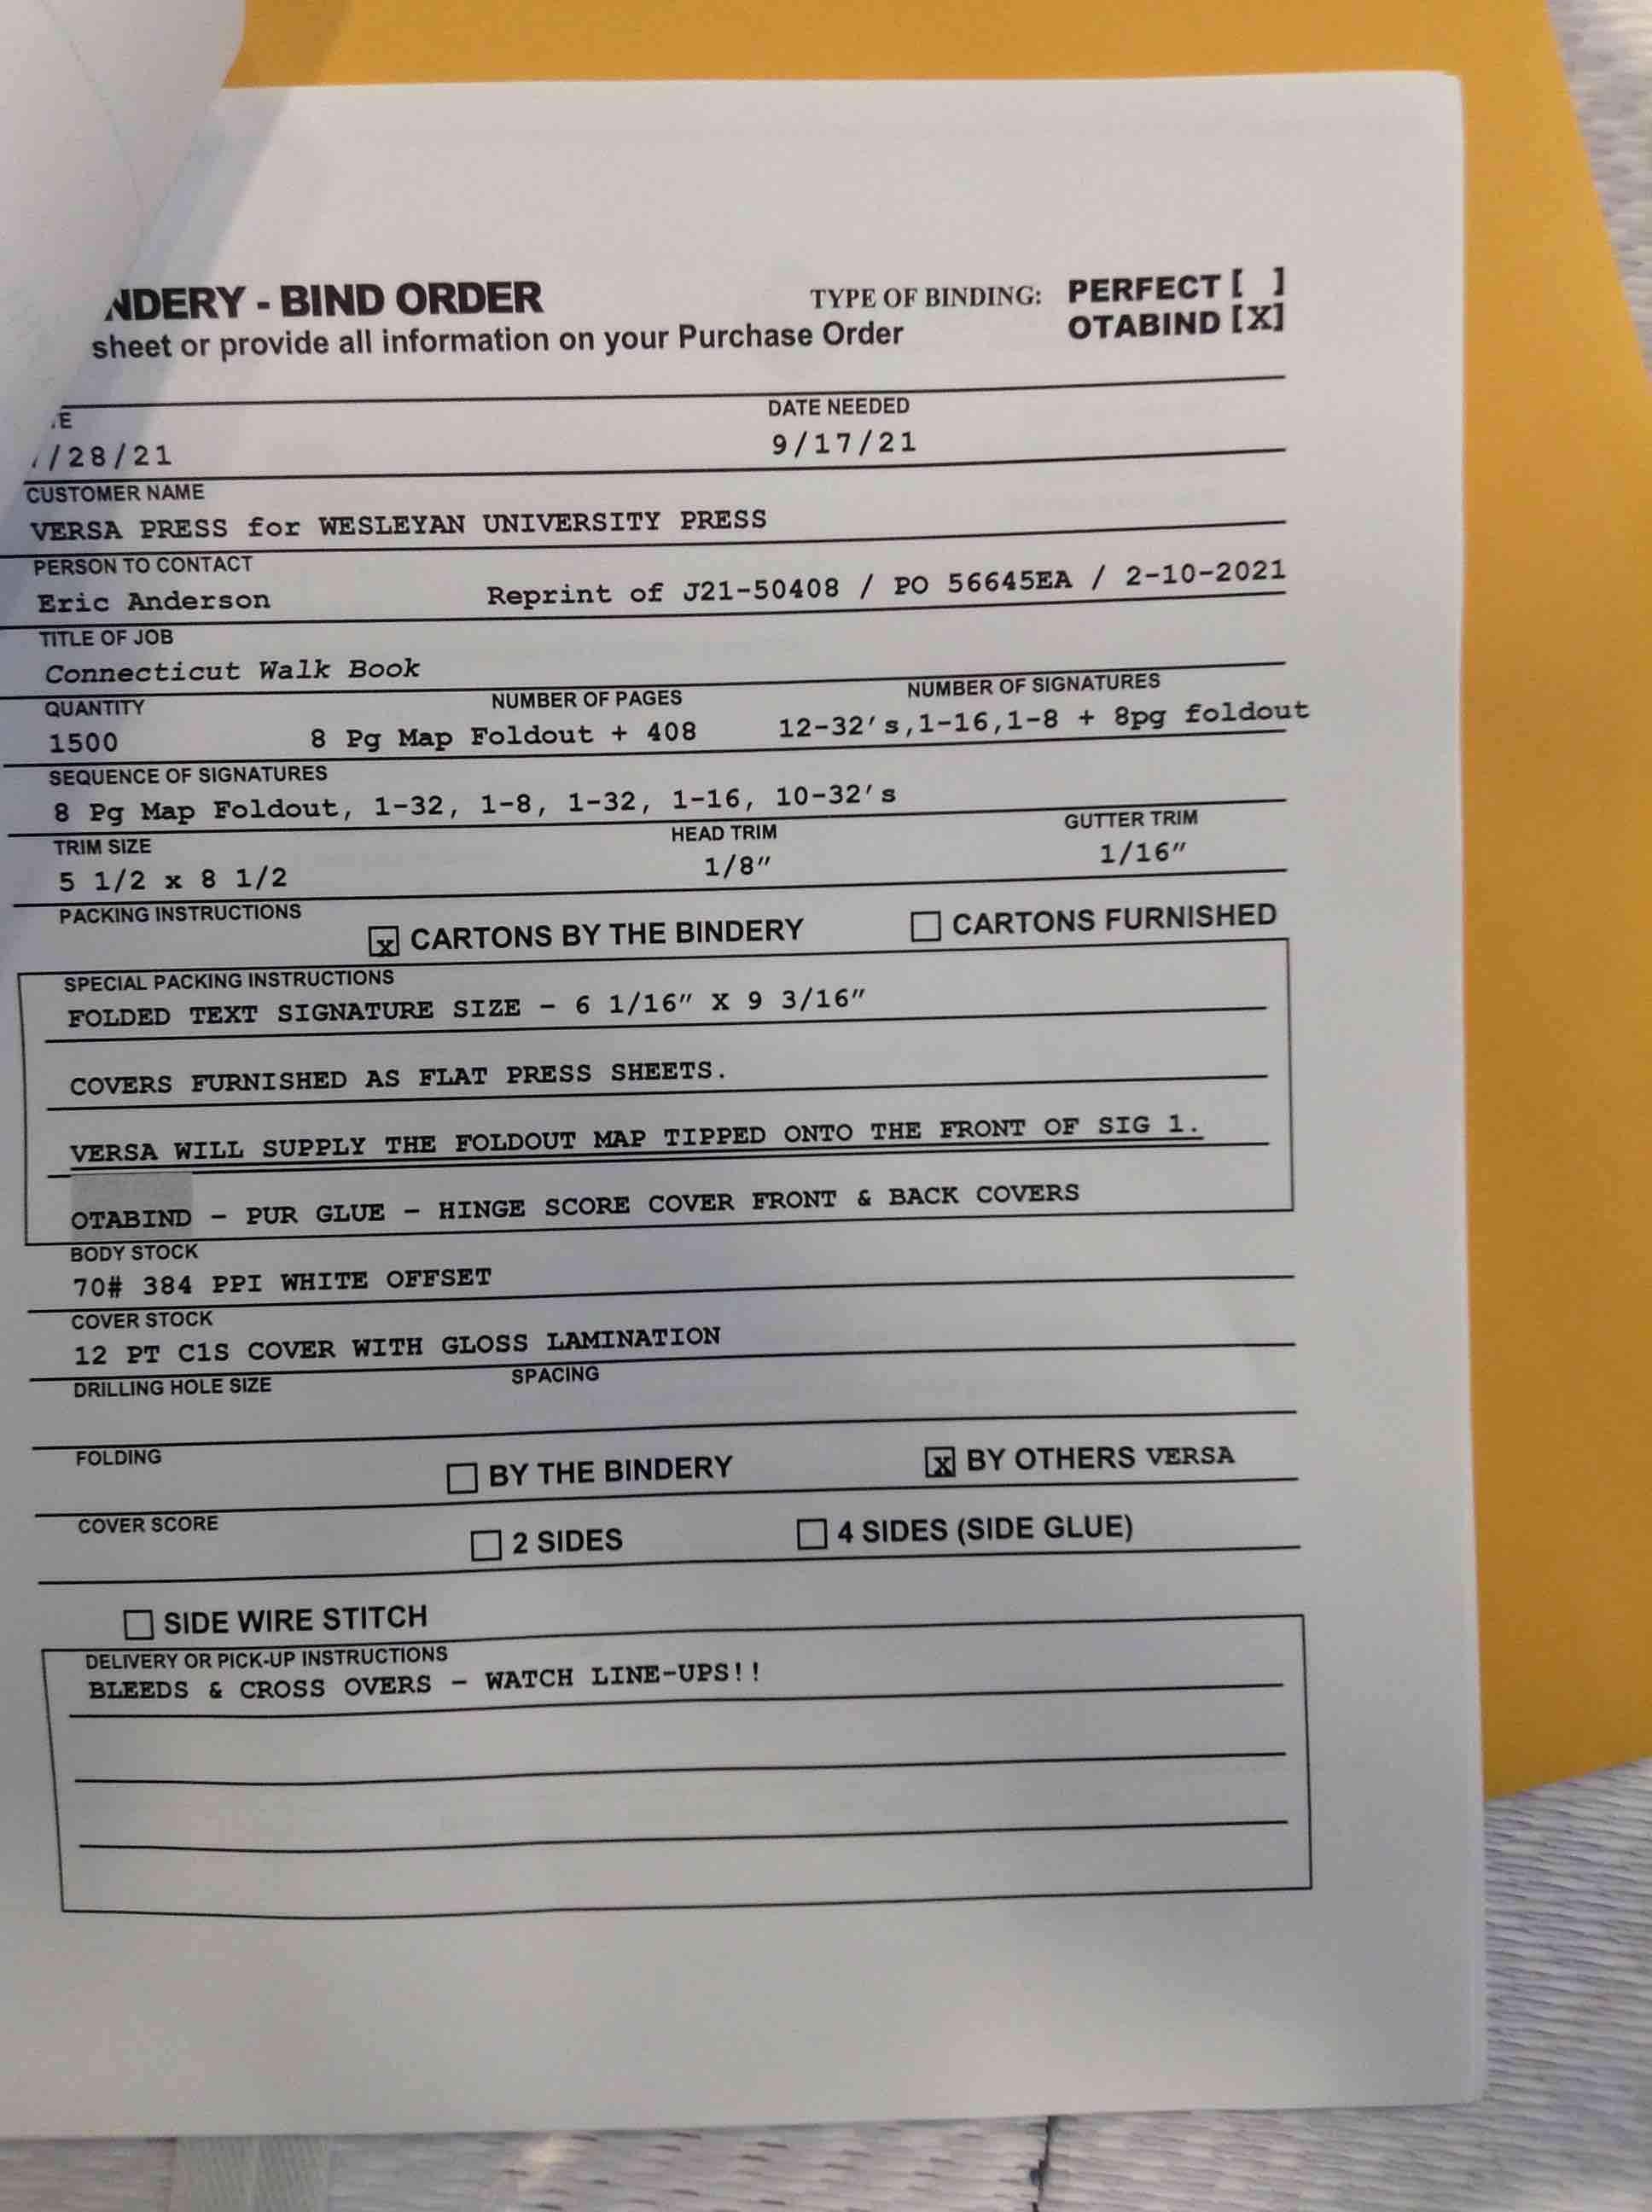 NDERY - BIND ORDER
TYPE OF BINDING: PERFECT [ ]
sheet or provide all information on your Purchase Order
OTABIND [X]
DATE NEEDED
/28/21 9/17/21
CUSTOMER NAME
VERSA PRESS for WESLEYAN UNIVERSITY PRESS
PERSON TO CONTACT
Eric Anderson Reprint of J21-50408 / PO 56645EA / 2-10-2021
TITLE OF JOB
Connecticut Walk Book
QUANTITY NUMBER OF PAGES NUMBER OF SIGNATURES
1500 8 Pg Map Foldout + 408 12-32's,1-16,1-8 + 8pg foldout
SEQUENCE OF SIGNATURES
8 Pg Map Foldout, 1-32, 1-8, 1-32, 1-16, 10-32's
TRIM SIZE HEAD TRIM GUTTER TRIM
5 1/2 x 8 1/2 1/8" 1/16"
PACKING INSTRUCTIONS
x CARTONS BY THE BINDERY CARTONS FURNISHED
SPECIAL PACKING INSTRUCTIONS
FOLDED TEXT SIGNATURE SIZE - 6 1/16" X 9 3/16"
COVERS FURNISHED AS FLAT PRESS SHEETS.
VERSA WILL SUPPLY THE FOLDOUT MAP TIPPED ONTO THE FRONT OF SIG 1.
OTABIND - PUR GLUE - HINGE SCORE COVER FRONT & BACK COVERS
BODY STOCK
70# 384 PPI WHITE OFFSET
COVER STOCK
12 PT C1S COVER WITH GLOSS LAMINATION
DRILLING HOLE SIZE SPACING
FOLDING
BY THE BINDERY x BY OTHERS VERSA
COVER SCORE
2 SIDES 4 SIDES (SIDE GLUE)
SIDE WIRE STITCH
DELIVERY OR PICK-UP INSTRUCTIONS
BLEEDS & CROSS OVERS - WATCH LINE-UPS!!